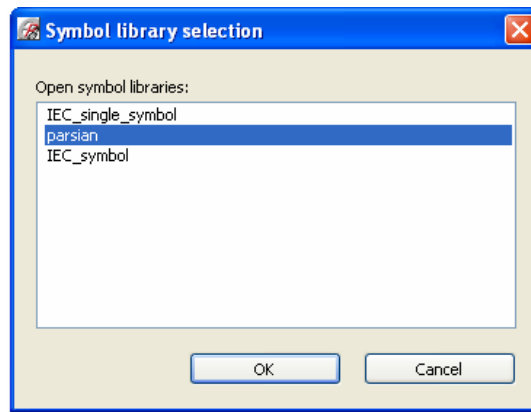 Symbol library selection
Open symbol libraries:
IEC_single_symbol
parsian
IEC_symbol
OK
Cancel